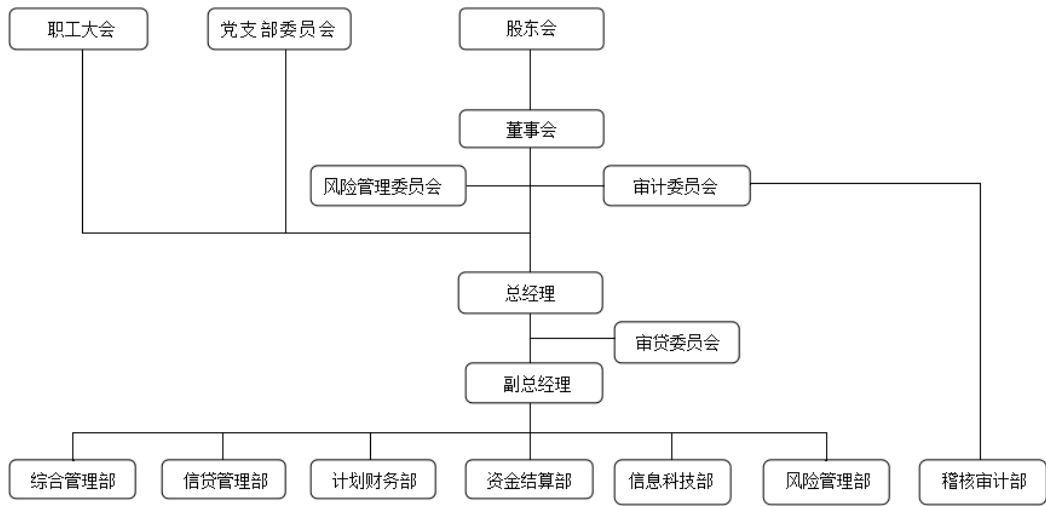 职工大会
党支部委员会
股东会
董事会
风险管理委员会
审计委员会
总经理
审贷委员会
副总经理
综合管理部
信贷管理部
计划财务部
资金结算部
信息科技部
风险管理部
稽核审计部